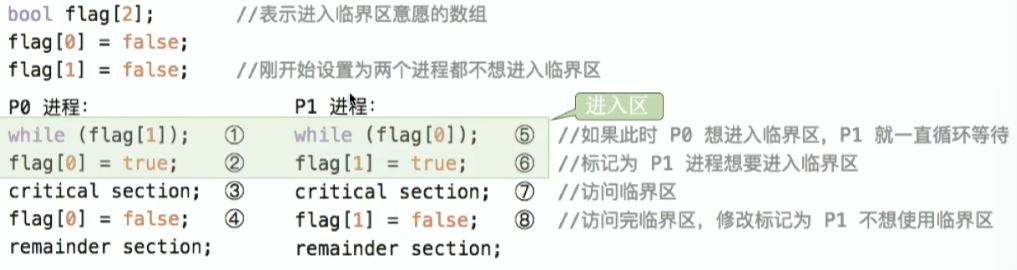 bool flag[2]; //表示进入临界区意愿的数组
flag[0] = false;
flag[1] = false; //刚开始设置为两个进程都不想进入临界区
P0 进程: P1 进程: 进入区
while (flag[1]); ① while (flag[0]); ⑤ //如果此时 P0 想进入临界区，P1 就一直循环等待
flag[0] = true; ② flag[1] = true; ⑥ //标记为 P1 进程想要进入临界区
critical section; ③ critical section; ⑦ //访问临界区
flag[0] = false; ④ flag[1] = false; ⑧ //访问完临界区，修改标记为 P1 不想使用临界区
remainder section; remainder section;